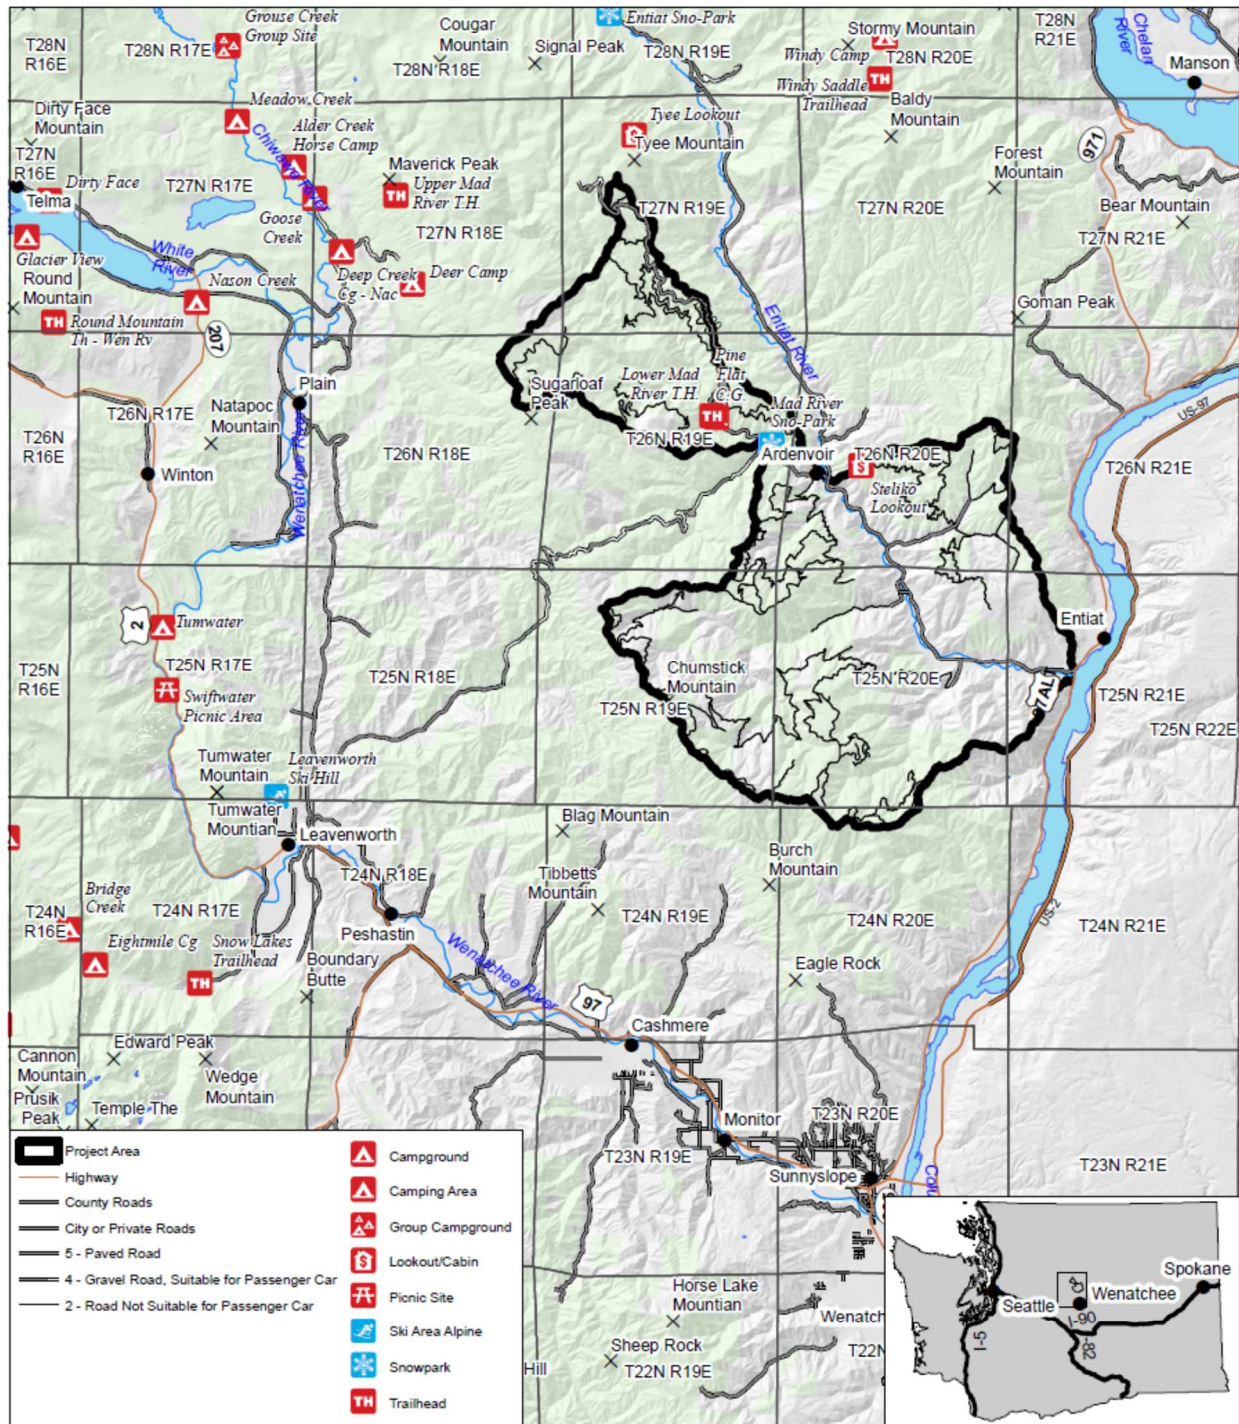 T28N
R16E
T28N R17E
Grouse Creek
Group Site
Cougar
Mountain
T28N R18E
Signal Peak
Entiat Sno-Park
T28N R19E
Stormy Mountain
Windy Camp
T28N R20E
T28N
R21E
Chelan
River
Manson
Windy Saddle
Trailhead
Baldy
Mountain
Dirty Face
Mountain
Meadow Creek
Alder Creek
Horse Camp
Chiwawa River
Tyee Lookout
Tyee Mountain
971
T27N
R16E
Dirty Face
Telma
T27N R17E
Maverick Peak
TH
Upper Mad
River T.H.
T27N R18E
T27N R19E
T27N R20E
Forest
Mountain
Bear Mountain
T27N R21E
Goose
Creek
Glacier View
White
River
Deep Creek
Cg - Nac
Deer Camp
Round
Mountain
Nason Creek
TH
Round Mountain
Th - Wen Rv
207
Goman Peak
Entiat River
Pine
Flat
C.G.
Lower Mad
River T.H.
TH
Mad River
Sno-Park
Plain
Sugarloaf
Peak
US-97
T26N
R16E
T26N R17E
Natapoc
Mountain
Winton
Wenatchee River
T26N R18E
T26N R19E
Ardenvoir
T26N R20E
Steliko
Lookout
T26N R21E
2
Tumwater
Entiat
T25N
R16E
T25N R17E
Swiftwater
Picnic Area
T25N R18E
Chumstick
Mountain
T25N R19E
T25N R20E
97AL
T25N R21E
T25N R22E
Tumwater
Mountain
Leavenworth
Ski Hill
Tumwater
Mountian
Leavenworth
Blag Mountain
Burch
Mountain
T24N R18E
Tibbetts
Mountain
Bridge
Creek
T24N
R16E
T24N R17E
Peshastin
T24N R19E
T24N R20E
US-2
T24N R21E
Eightmile Cg
Snow Lakes
Trailhead
TH
Boundary
Butte
Wenatchee River
Eagle Rock
97
Cashmere
Cannon
Mountain
Edward Peak
Wedge
Mountain
Prusik
Peak
Temple The
Monitor
T23N R20E
T23N R19E
Sunnyslope
T23N R21E
Horse Lake
Mountian
Sheep Rock
T22N R19E
Hill
Project Area
Highway
County Roads
City or Private Roads
5 - Paved Road
4 - Gravel Road, Suitable for Passenger Car
2 - Road Not Suitable for Passenger Car
Campground
Camping Area
Group Campground
Lookout/Cabin
Picnic Site
Ski Area Alpine
Snowpark
TH
Trailhead
Seattle
Wenatchee
Spokane
I-90
I-5
I-82